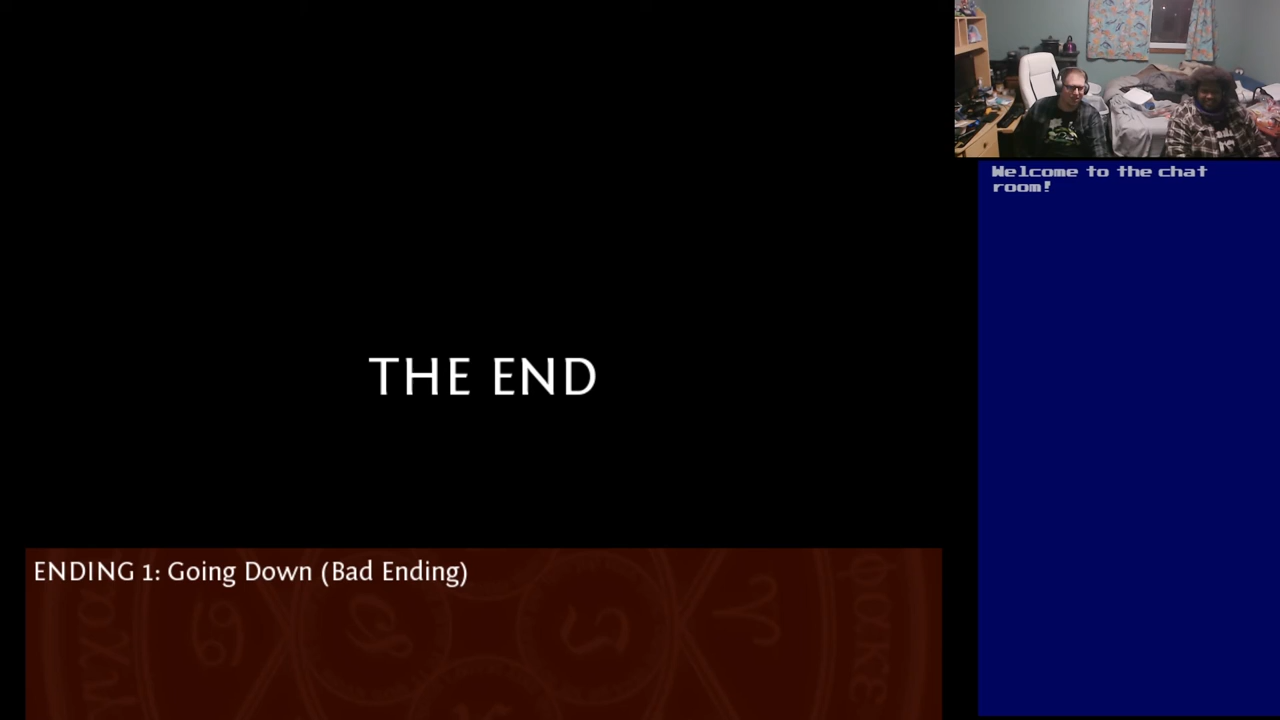 Welcome to the chat
room!
THE END
ENDING 1: Going Down (Bad Ending)